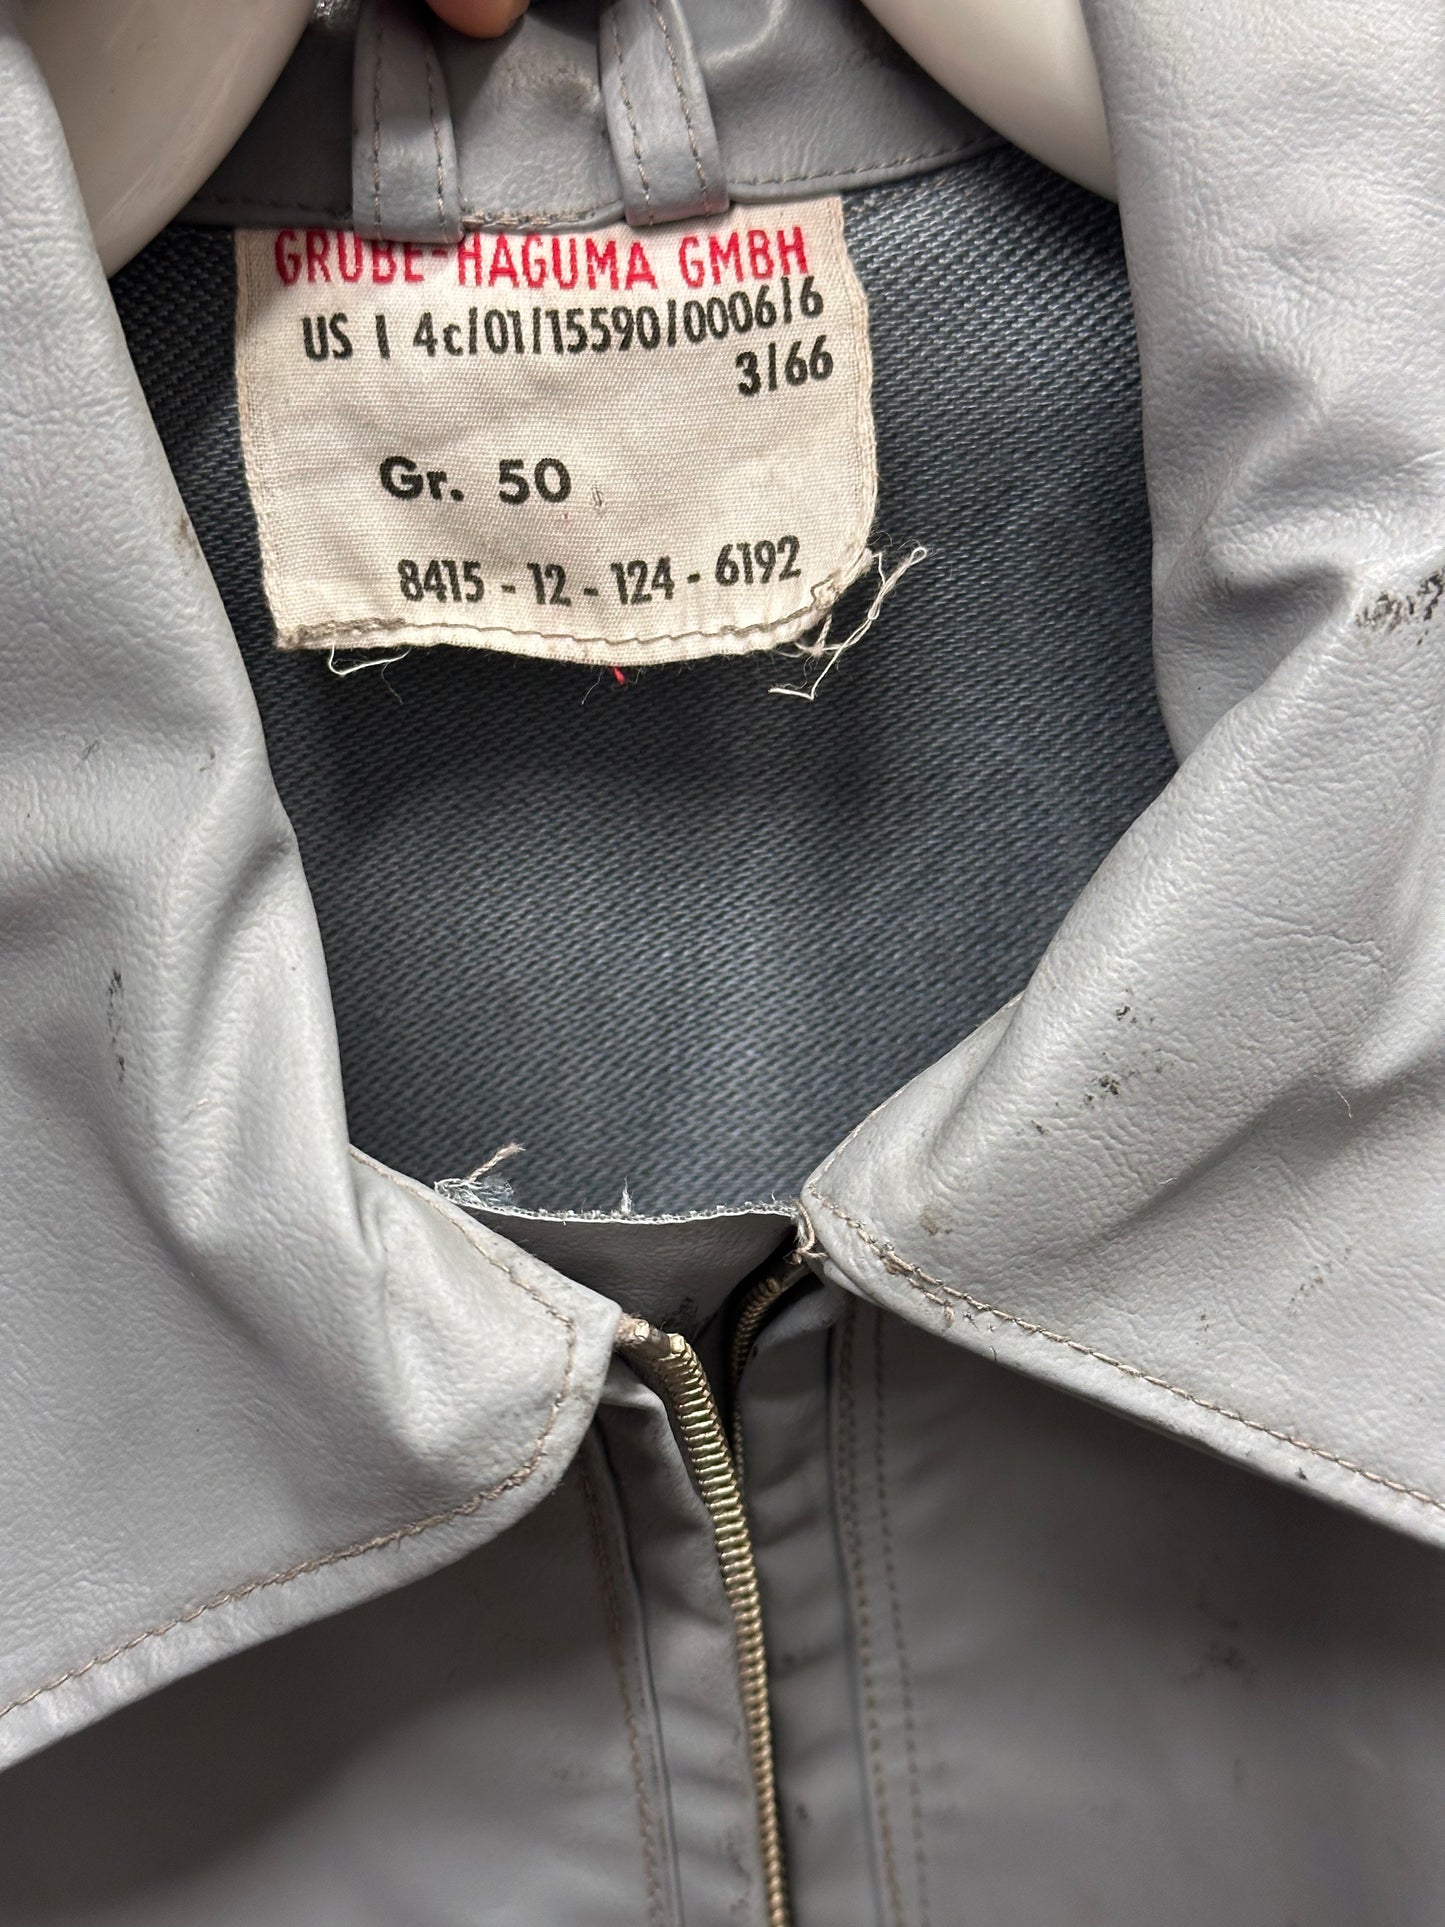 GRUBE-HAGUMA GMBH
US I 4c/01/15590/0006/6
3/66
Gr. 50
8415 - 12 - 124 - 6192